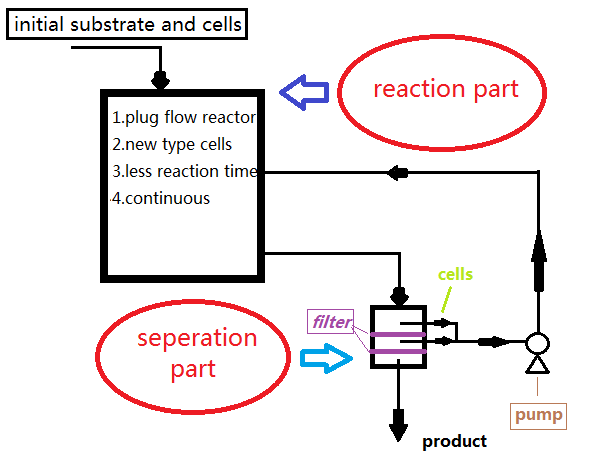 initial substrate and cells
reaction part
1.plug flow reactor
2.new type cells
3.less reaction time
4.continuous
cells
filter
seperation
part
pump
product